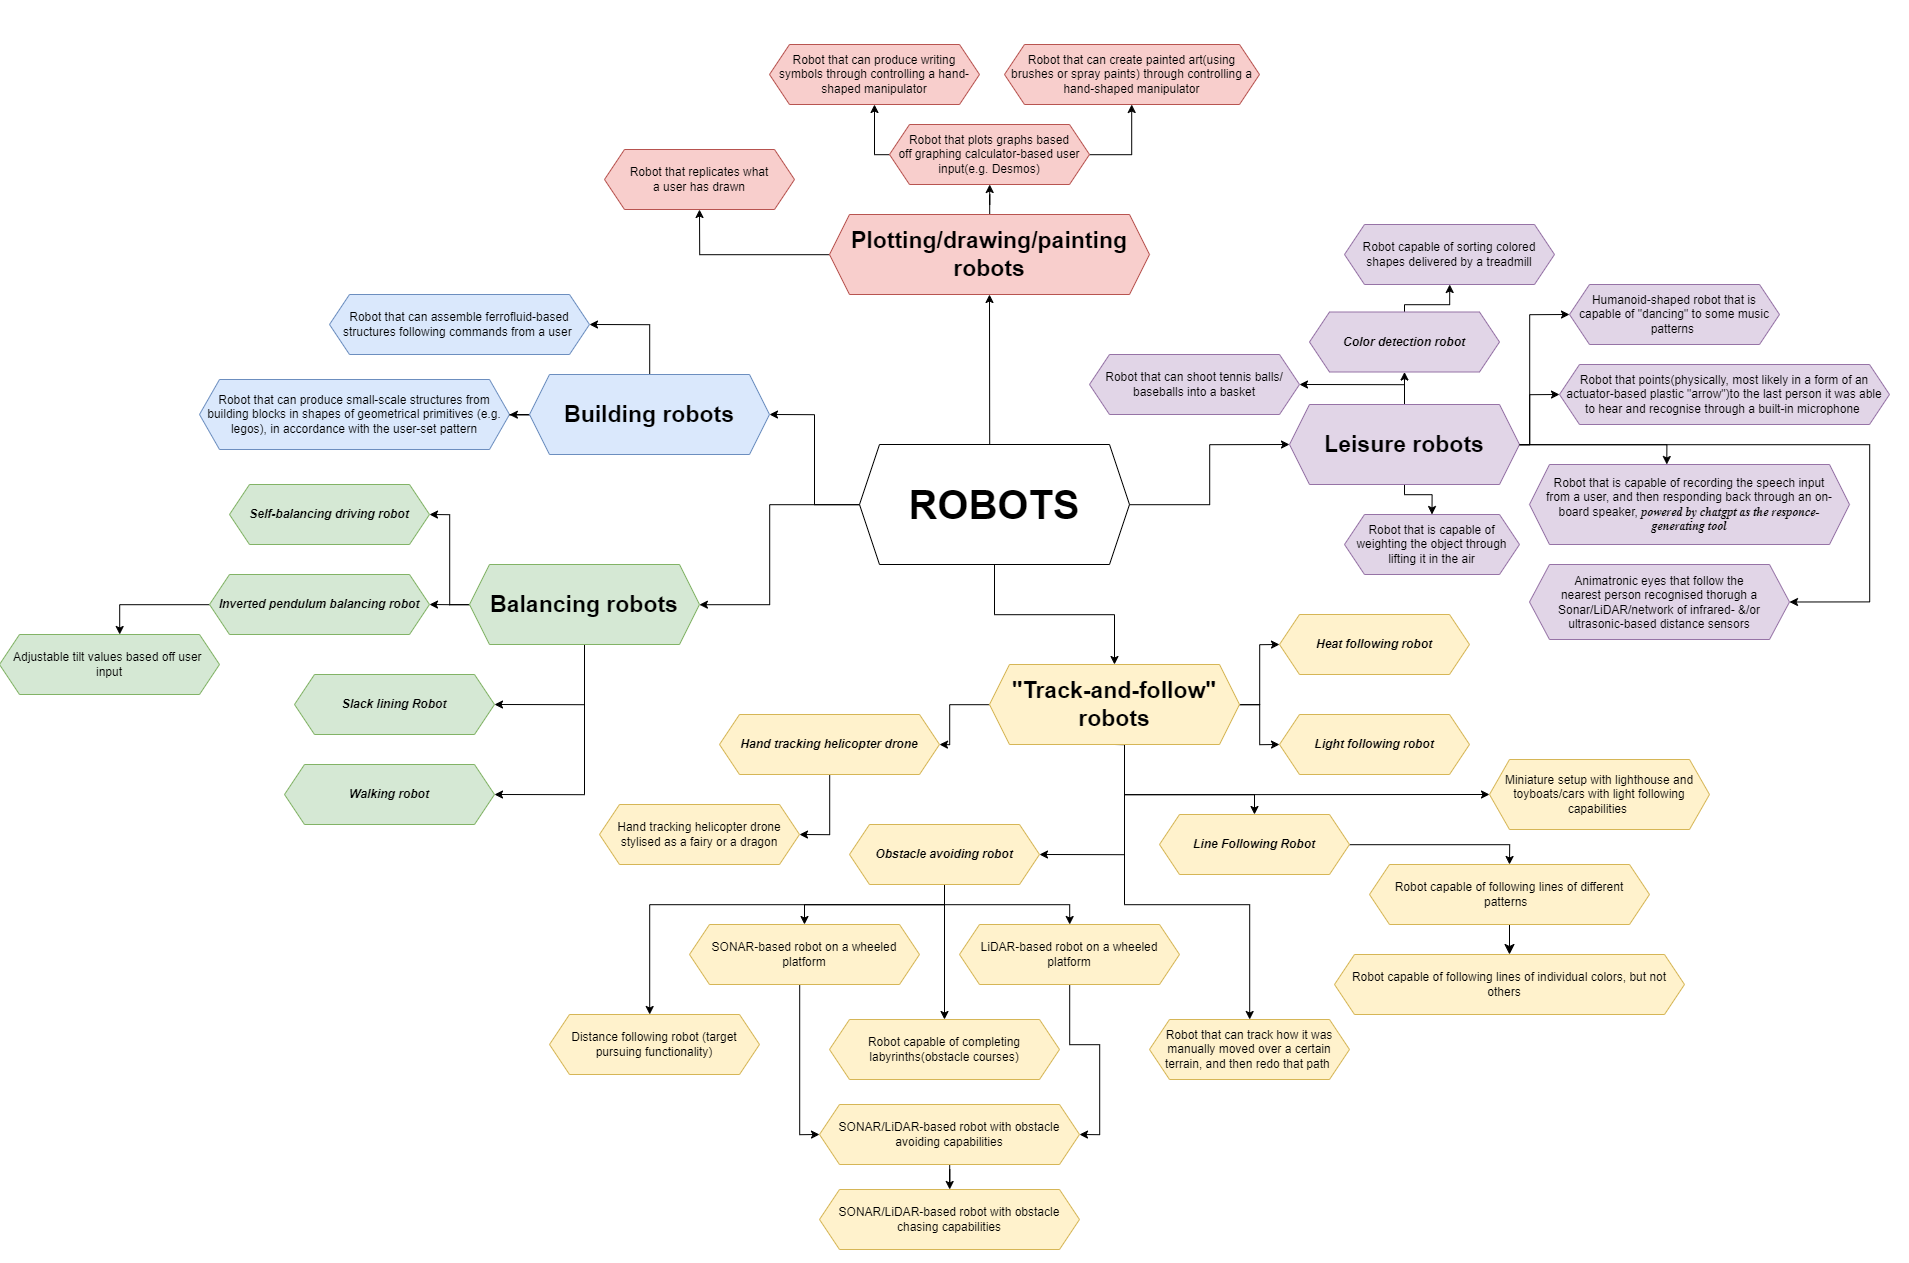 Robot that can produce writing
symbols through controlling a hand-
shaped manipulator
Robot that can create painted art(using
brushes or spray paints) through controlling a
hand-shaped manipulator
Robot that plots graphs based
off graphing calculator-based user
input(e.g. Desmos)
Robot that replicates what
a user has drawn
Plotting/drawing/painting
robots
Robot capable of sorting colored
shapes delivered by a treadmill
Humanoid-shaped robot that is
capable of "dancing" to some music
patterns
Color detection robot
Robot that can shoot tennis balls/
baseballs into a basket
Robot that points(physically, most likely in a form of an
actuator-based plastic "arrow")to the last person it was able
to hear and recognise through a built-in microphone
Leisure robots
Robot that is capable of recording the speech input
from a user, and then responding back through an on-
board speaker, powered by chatgpt as the responce-
generating tool
Robot that is capable of
weighting the object through
lifting it in the air
Animatronic eyes that follow the
nearest person recognised thorugh a
Sonar/LiDAR/network of infrared- &/or
ultrasonic-based distance sensors
Robot that can assemble ferrofluid-based
structures following commands from a user
Robot that can produce small-scale structures from
building blocks in shapes of geometrical primitives (e.g.
legos), in accordance with the user-set pattern
Building robots
ROBOTS
Self-balancing driving robot
Inverted pendulum balancing robot
Balancing robots
Adjustable tilt values based off user
input
Slack lining Robot
Walking robot
Heat following robot
"Track-and-follow"
robots
Hand tracking helicopter drone
Light following robot
Miniature setup with lighthouse and
toyboats/cars with light following
capabilities
Hand tracking helicopter drone
stylised as a fairy or a dragon
Obstacle avoiding robot
Line Following Robot
Robot capable of following lines of different
patterns
SONAR-based robot on a wheeled
platform
LiDAR-based robot on a wheeled
platform
Robot capable of following lines of individual colors, but not
others
Distance following robot (target
pursuing functionality)
Robot capable of completing
labyrinths(obstacle courses)
Robot that can track how it was
manually moved over a certain
terrain, and then redo that path
SONAR/LiDAR-based robot with obstacle
avoiding capabilities
SONAR/LiDAR-based robot with obstacle
chasing capabilities